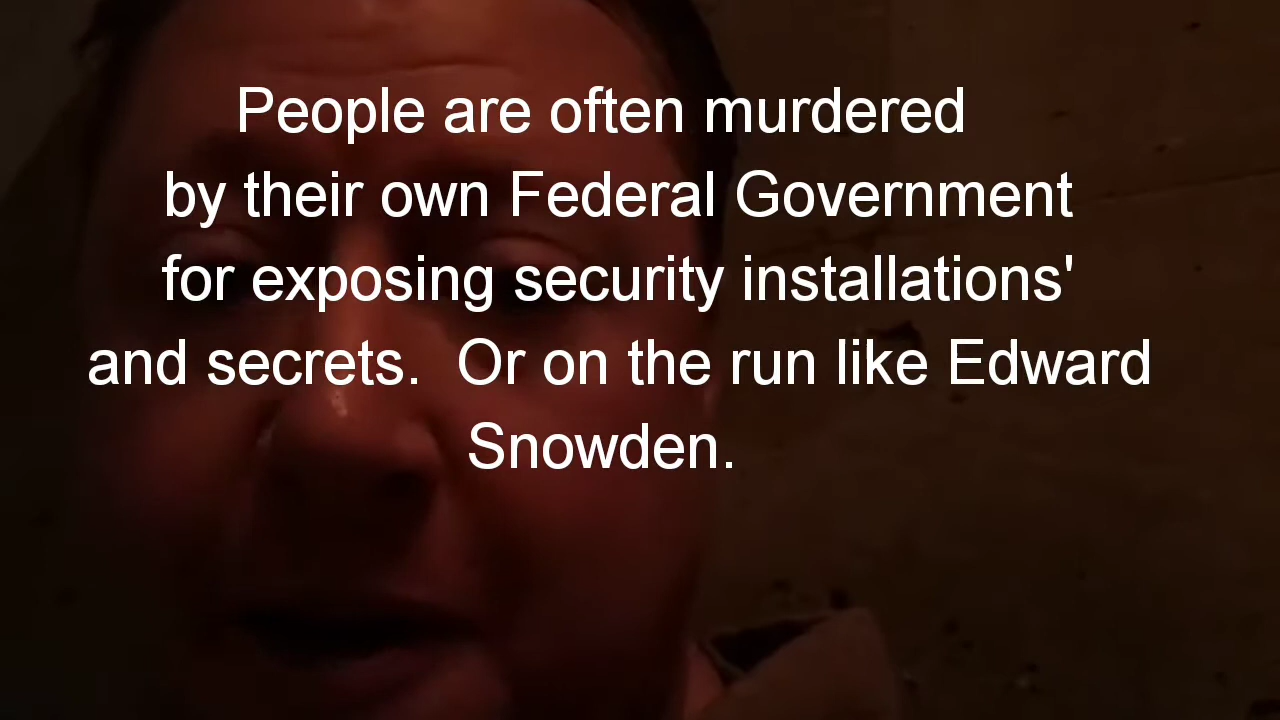 People are often murdered
by their own Federal Government
for exposing security installations'
and secrets.  Or on the run like Edward
Snowden.